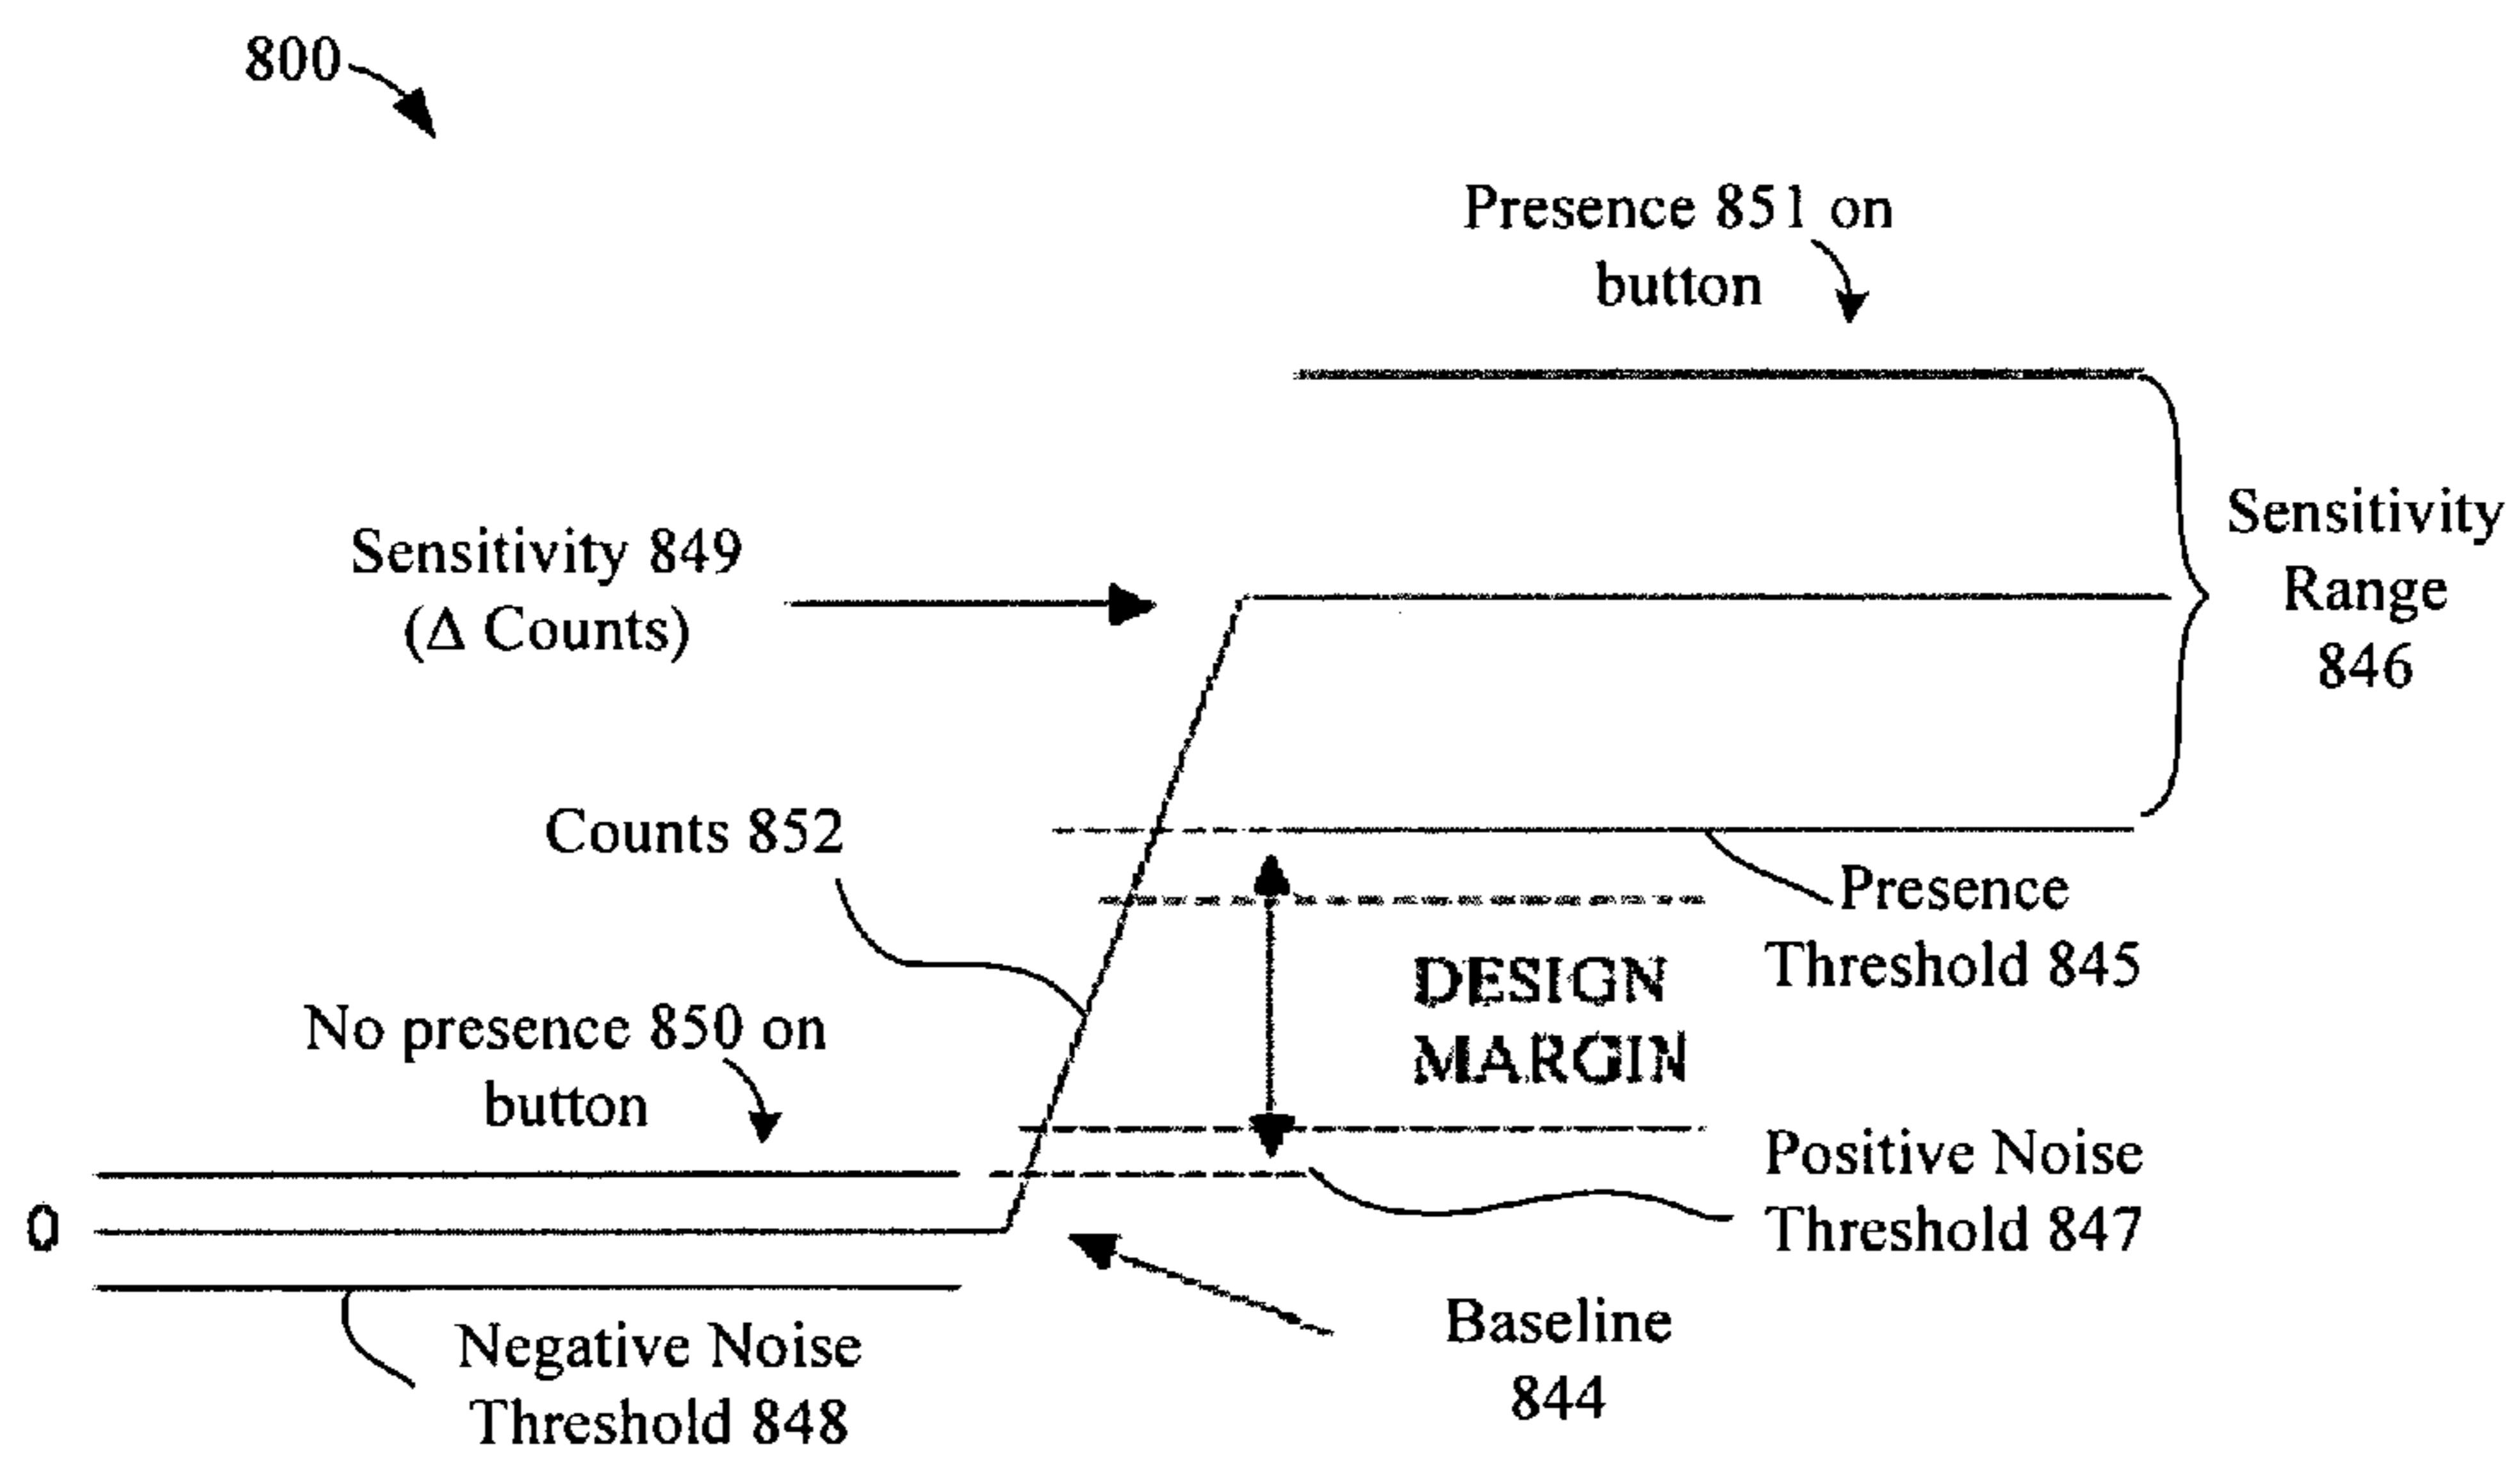 800
Presence 851 on
button
Sensitivity 849
(Δ Counts)
Sensitivity
Range
846
Counts 852
Presence
Threshold 845
DESIGN
MARGIN
No presence 850 on
button
Positive Noise
Threshold 847
0
Baseline
844
Negative Noise
Threshold 848